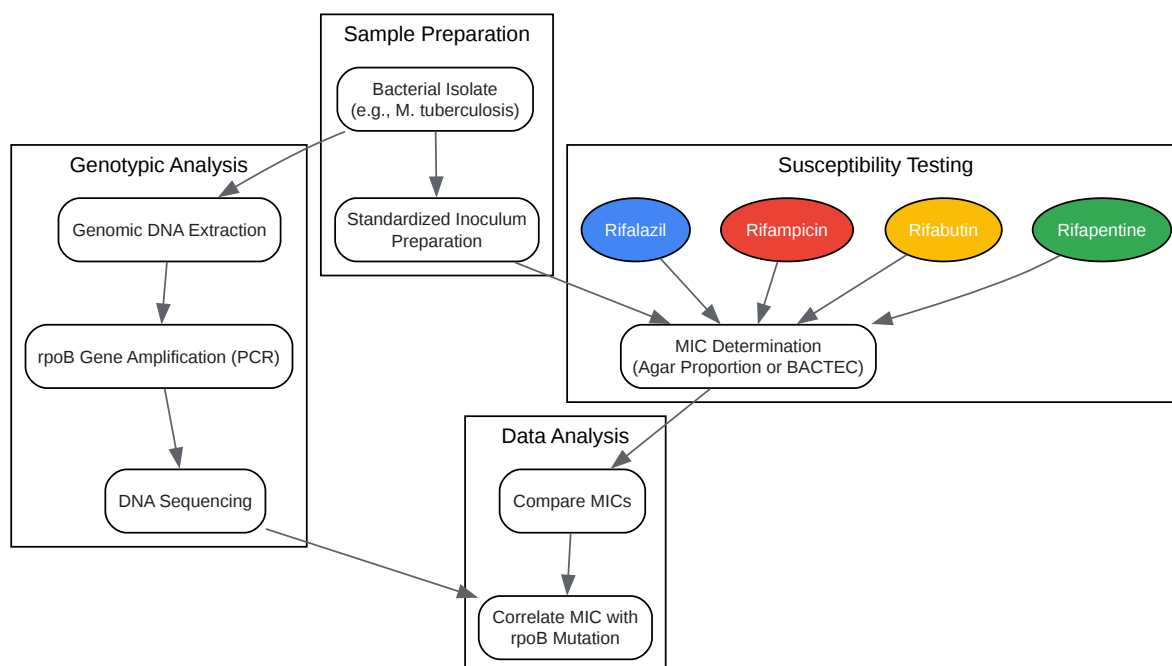 Sample Preparation
Bacterial Isolate
(e.g., M. tuberculosis)
Standardized Inoculum
Preparation
Genotypic Analysis
Genomic DNA Extraction
rpoB Gene Amplification (PCR)
DNA Sequencing
Susceptibility Testing
Rifalazil
Rifampicin
Rifabutin
Rifapentine
MIC Determination
(Agar Proportion or BACTEC)
Data Analysis
Compare MICs
Correlate MIC with
rpoB Mutation